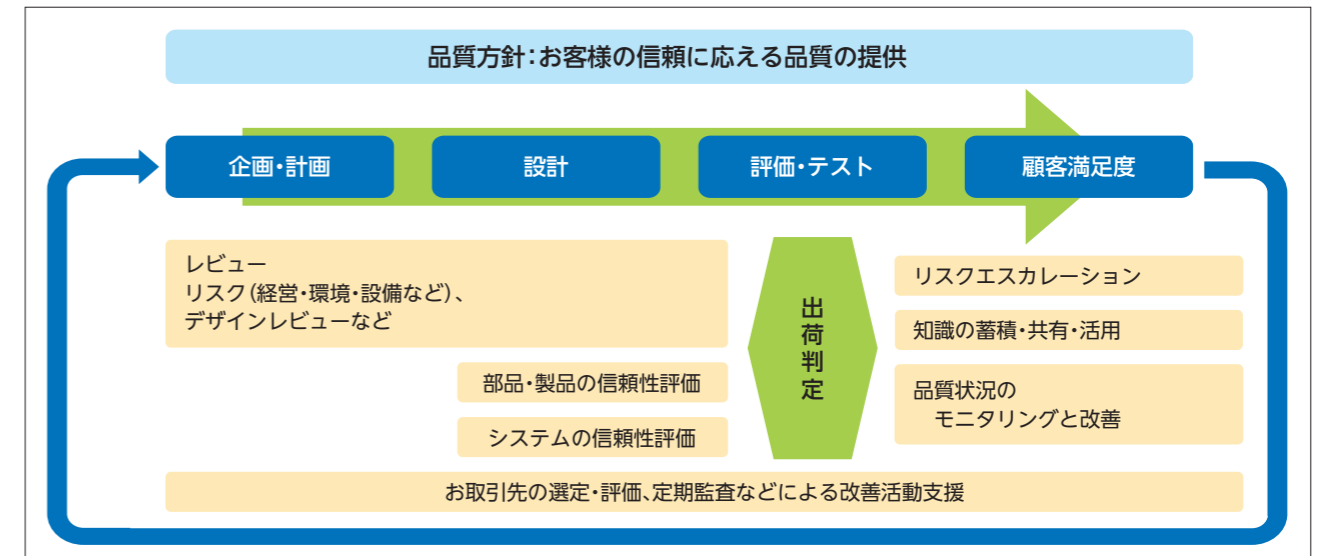 品質方針：お客様の信頼に応える品質の提供
企画・計画
設計
評価・テスト
顧客満足度
レビュー
リスク（経営・環境・設備など）、
デザインレビューなど
部品・製品の信頼性評価
システムの信頼性評価
出荷判定
リスクエスカレーション
知識の蓄積・共有・活用
品質状況の
モニタリングと改善
お取引先の選定・評価、定期監査などによる改善活動支援